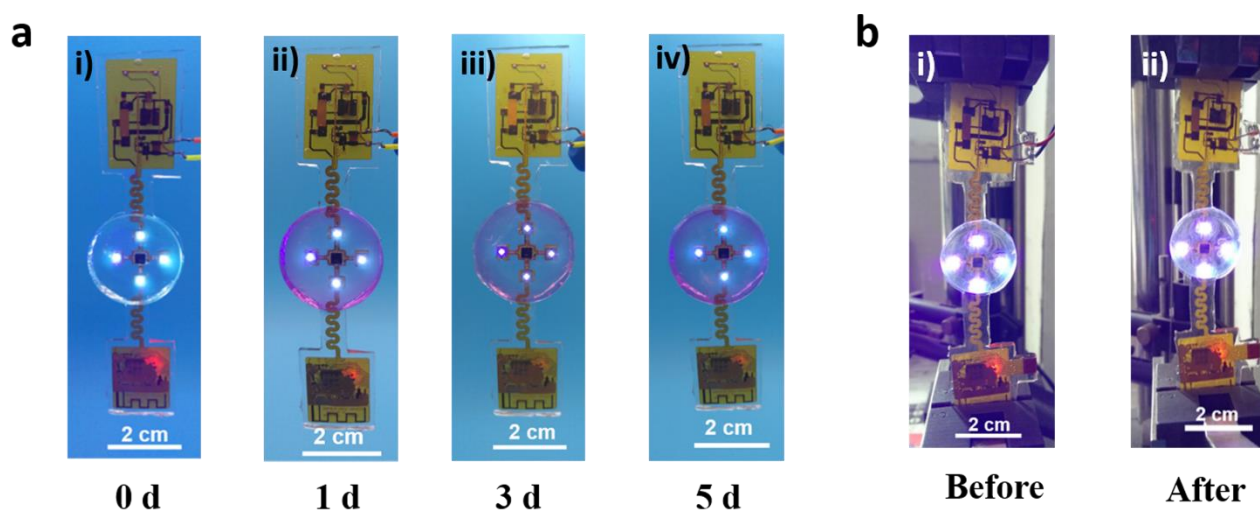 a
i)
ii)
iii)
iv)
b
i)
ii)
2 cm
2 cm
2 cm
2 cm
2 cm
2 cm
0 d
1 d
3 d
5 d
Before
After